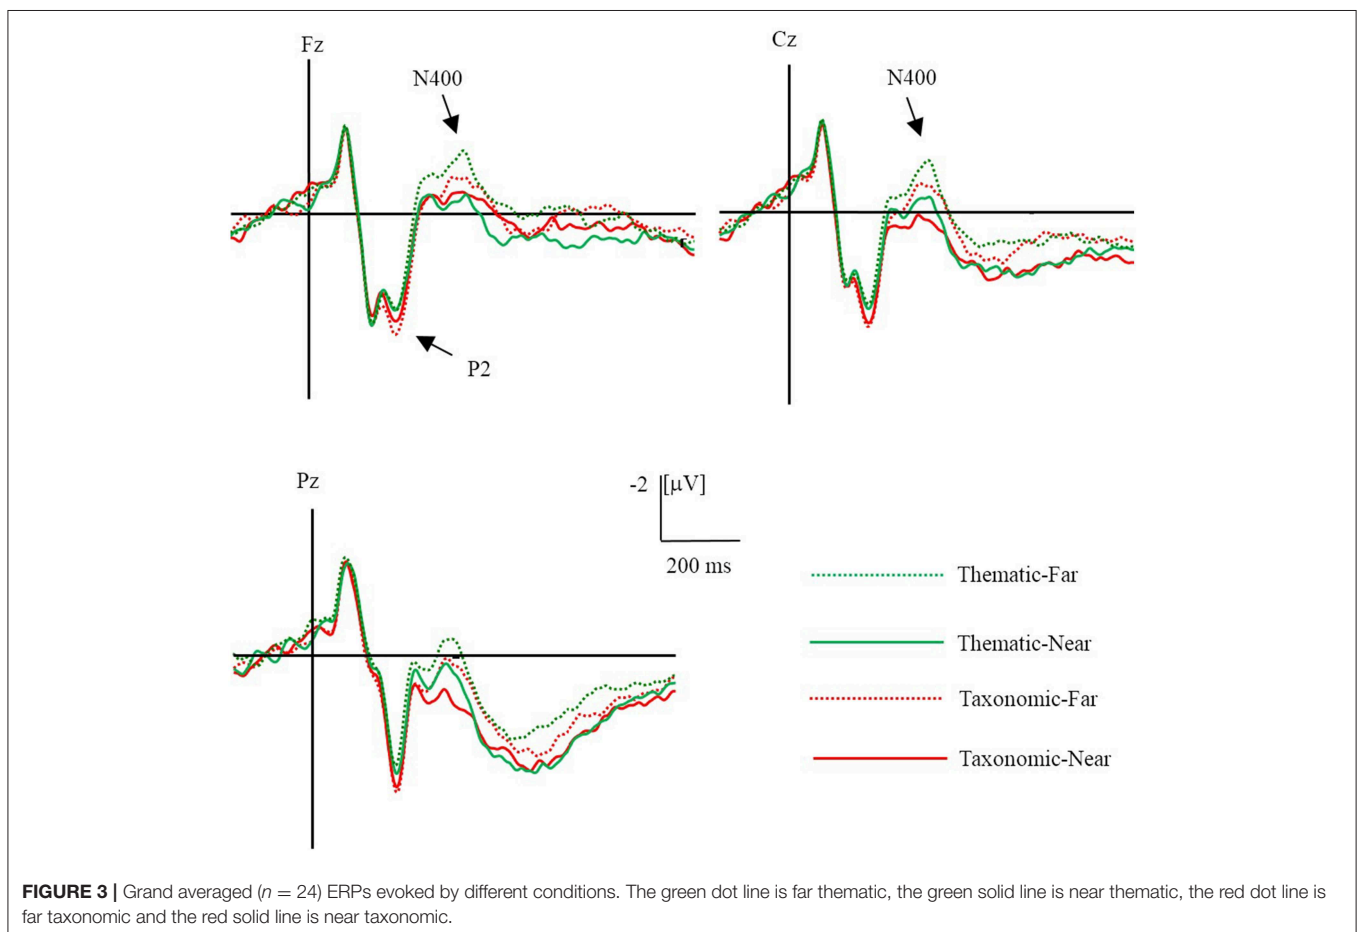 Fz
Cz
N400
N400
P2
Pz
-2 [μV]
200 ms
Thematic-Far
Thematic-Near
Taxonomic-Far
Taxonomic-Near
FIGURE 3 | Grand averaged (n = 24) ERPs evoked by different conditions. The green dot line is far thematic, the green solid line is near thematic, the red dot line is
far taxonomic and the red solid line is near taxonomic.